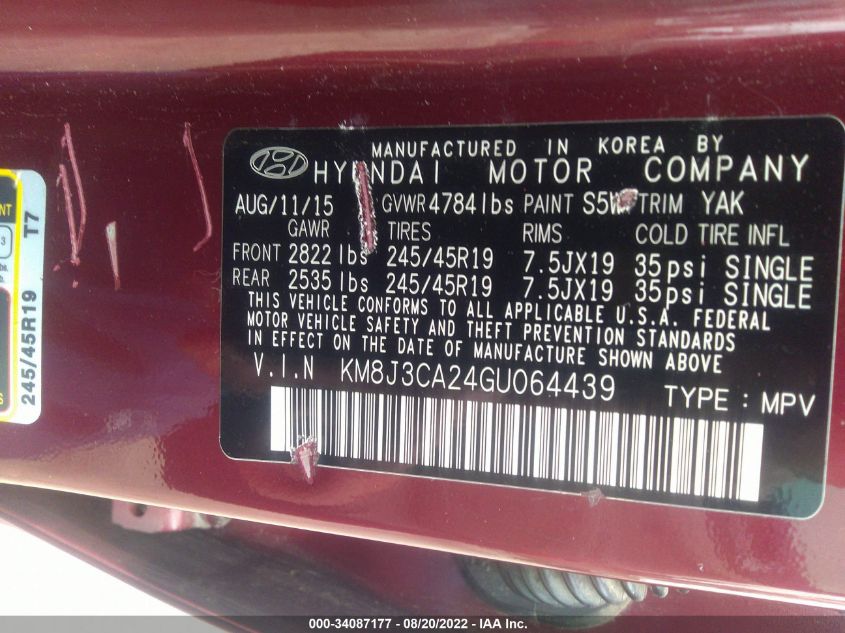 MANUFACTURED IN KOREA BY
HYUNDAI MOTOR COMPANY
AUG/11/15 GVWR 4784 lbs PAINT TRIM YAK
GAWR TIRES RIMS COLD TIRE INFL
FRONT 2822 lbs 245/45R19 7.5JX19 35psi SINGLE
REAR 2535 lbs 245/45R19 7.5JX19 35psi SINGLE
THIS VEHICLE CONFORMS TO ALL APPLICABLE U.S.A. FEDERAL
MOTOR VEHICLE SAFETY AND THEFT PREVENTION STANDARDS
IN EFFECT ON THE DATE OF MANUFACTURE SHOWN ABOVE
V.I.N KM8J3CA24GU064439 TYPE : MPV
245/45R19 T7
3
000-34087177 - 08/20/2022 - IAA Inc.